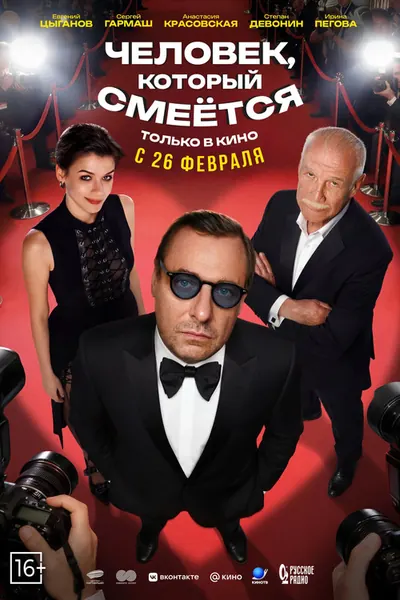 Евгений Сергей Анастасия Степан Ирина
ЦЫГАНОВ ГАРМАШ КРАСОВСКАЯ ДЕВОНИН ПЕГОВА
ЧЕЛОВЕК,
КОТОРЫЙ
СМЕЁТСЯ
ТОЛЬКО В КИНО
С 26 ФЕВРАЛЯ
16+
ВКОНТАКТЕ @КИНО КИНОТВ РУССКОЕ РАДИО